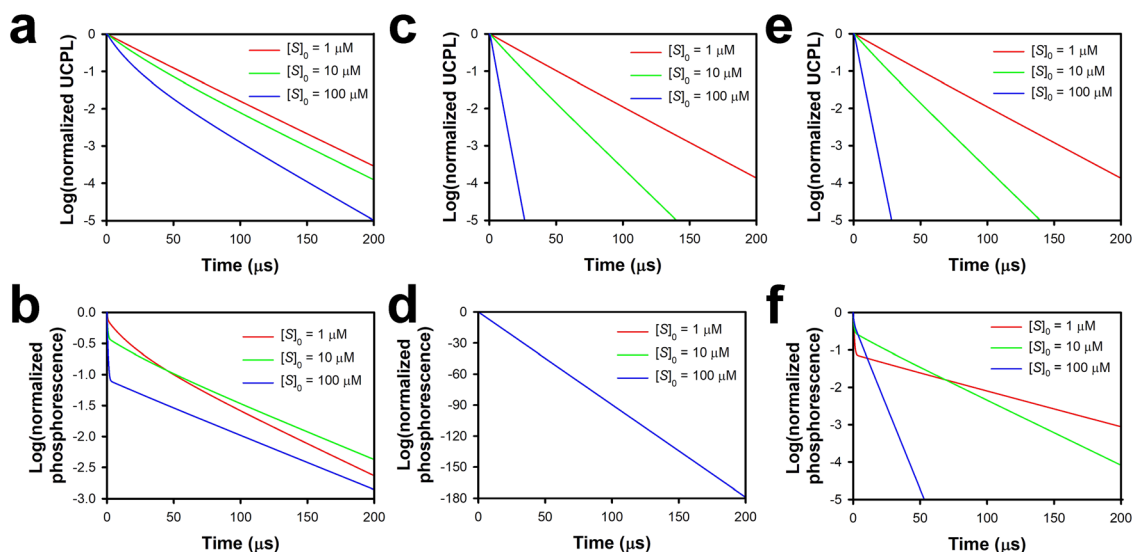 a
0
-1
-2
-3
-4
-5
0
50
100
150
200
Log(normalized UCPL)
Time (μs)
[S]₀ = 1 μM
[S]₀ = 10 μM
[S]₀ = 100 μM
c
0
-1
-2
-3
-4
-5
0
50
100
150
200
Log(normalized UCPL)
Time (μs)
[S]₀ = 1 μM
[S]₀ = 10 μM
[S]₀ = 100 μM
e
0
-1
-2
-3
-4
-5
0
50
100
150
200
Log(normalized UCPL)
Time (μs)
[S]₀ = 1 μM
[S]₀ = 10 μM
[S]₀ = 100 μM
b
0.0
-0.5
-1.0
-1.5
-2.0
-2.5
-3.0
0
50
100
150
200
Log(normalized
phosphorescence)
Time (μs)
[S]₀ = 1 μM
[S]₀ = 10 μM
[S]₀ = 100 μM
d
0
-30
-60
-90
-120
-150
-180
0
50
100
150
200
Log(normalized
phosphorescence)
Time (μs)
[S]₀ = 1 μM
[S]₀ = 10 μM
[S]₀ = 100 μM
f
0
-1
-2
-3
-4
-5
0
50
100
150
200
Log(normalized
phosphorescence)
Time (μs)
[S]₀ = 1 μM
[S]₀ = 10 μM
[S]₀ = 100 μM